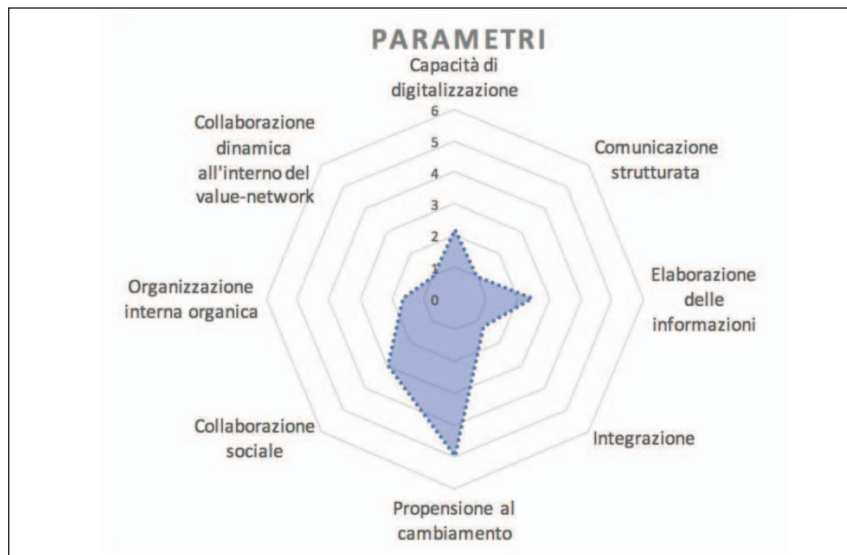 PARAMETRI
Capacità di
digitalizzazione
Comunicazione
strutturata
Elaborazione
delle
informazioni
Integrazione
Propensione al
cambiamento
Collaborazione
sociale
Organizzazione
interna organica
Collaborazione
dinamica
all'interno del
value-network
6
5
4
3
2
1
0